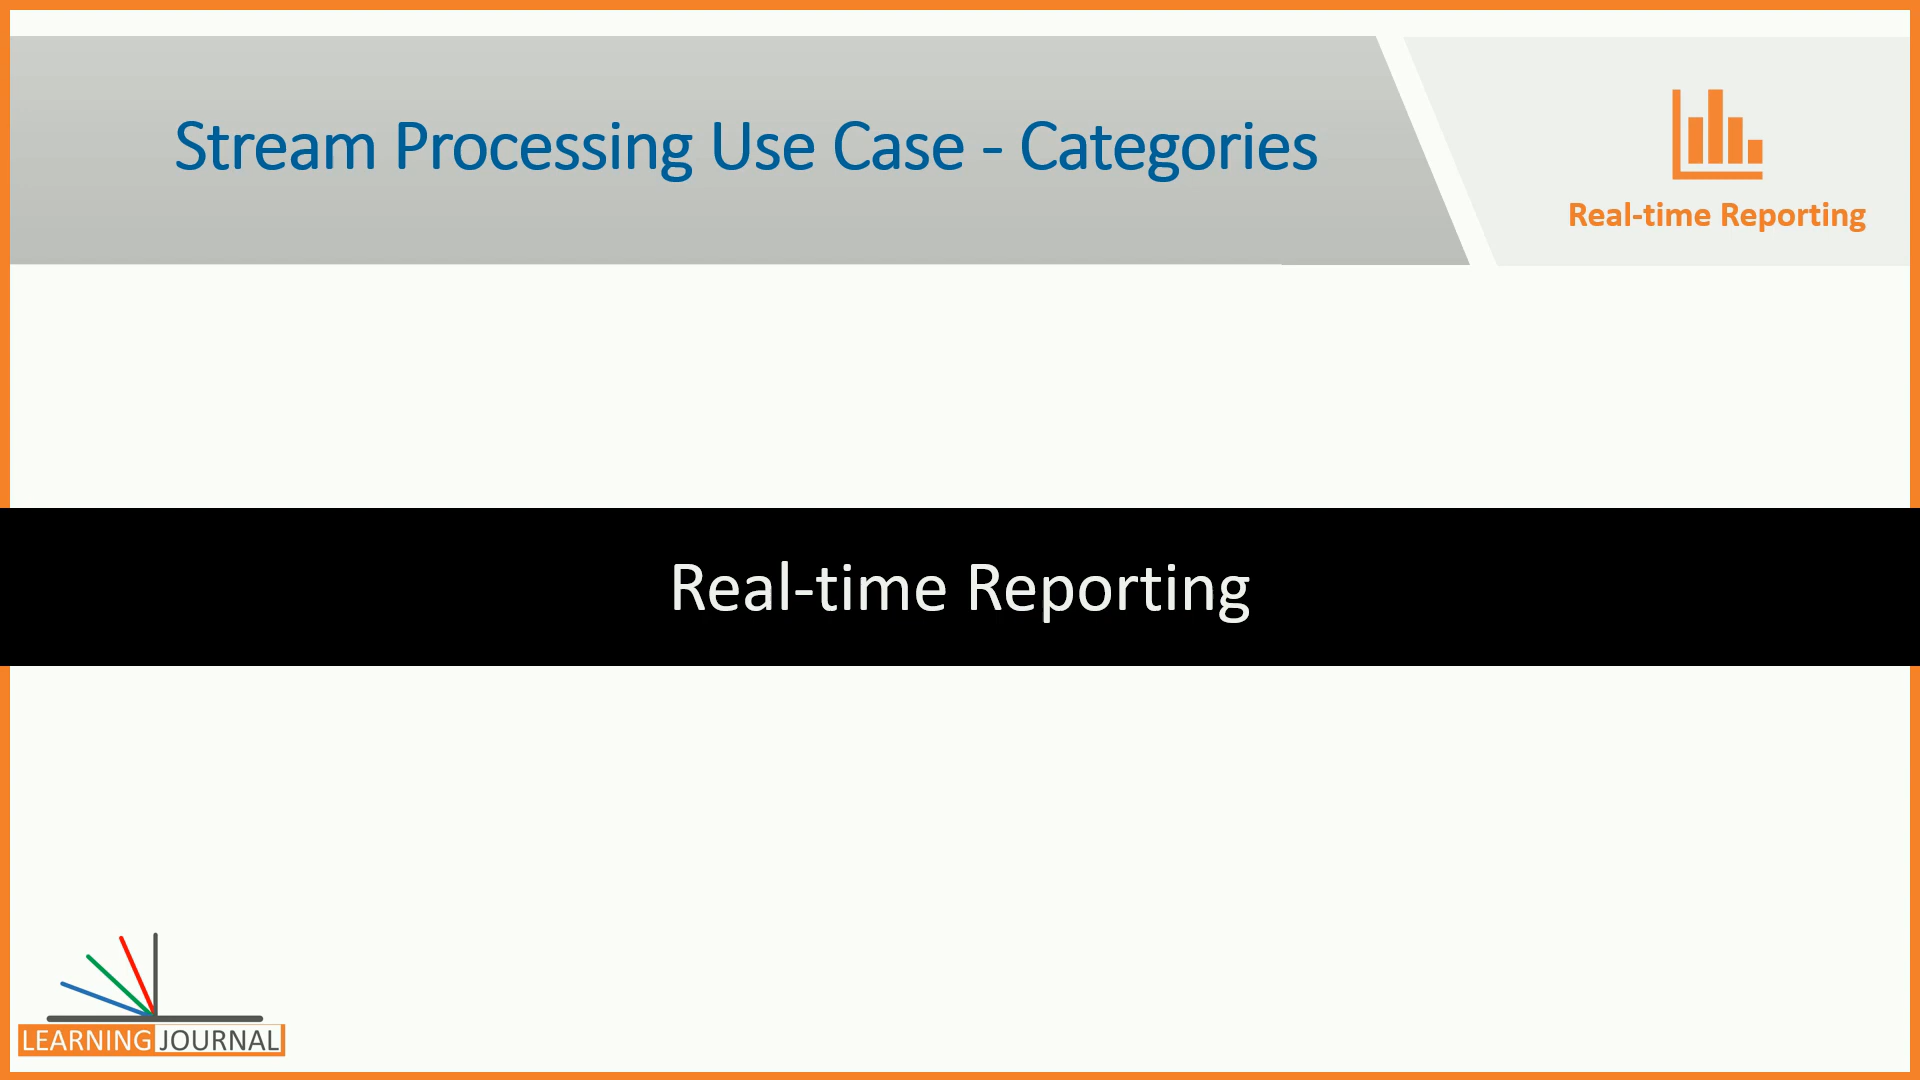 Stream Processing Use Case - Categories
Real-time Reporting
Real-time Reporting
LEARNING JOURNAL